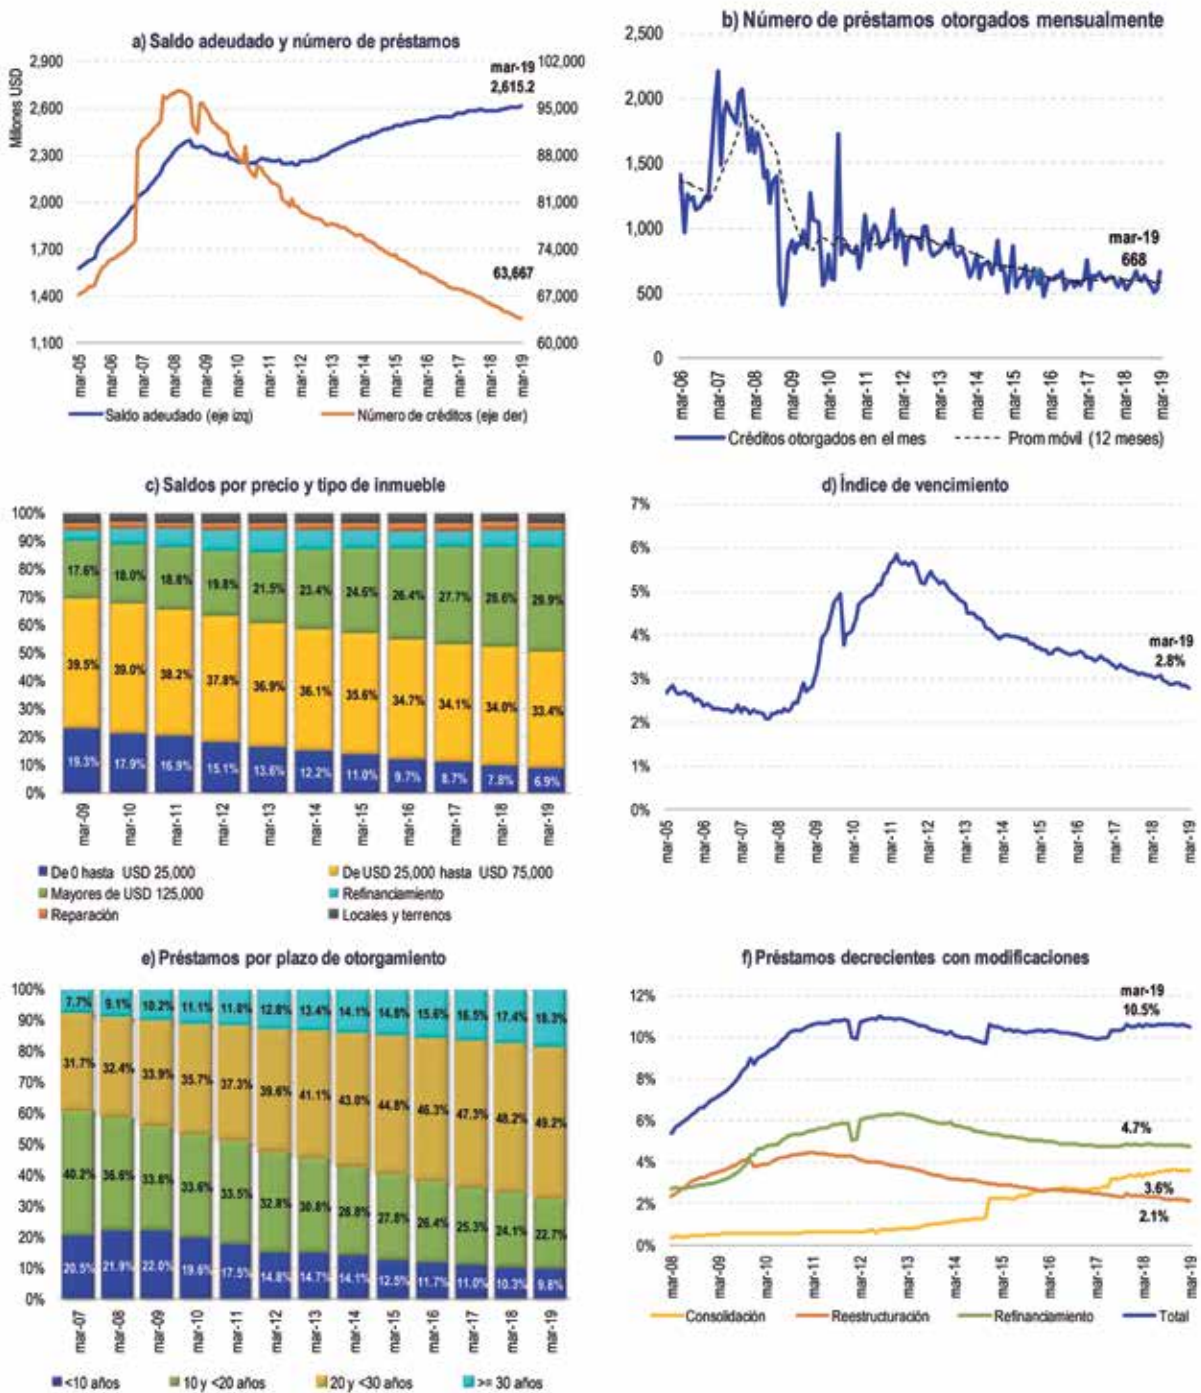 a) Saldo adeudado y número de préstamos
Millones USD
2,900
2,600
2,300
2,000
1,700
1,400
1,100
102,000
95,000
88,000
81,000
74,000
67,000
60,000
mar-19
2,615.2
63,667
mar-05 mar-06 mar-07 mar-08 mar-09 mar-10 mar-11 mar-12 mar-13 mar-14 mar-15 mar-16 mar-17 mar-18 mar-19
Saldo adeudado (eje izq) Número de créditos (eje der)
b) Número de préstamos otorgados mensualmente
2,500
2,000
1,500
1,000
500
0
mar-19
668
mar-06 mar-07 mar-08 mar-09 mar-10 mar-11 mar-12 mar-13 mar-14 mar-15 mar-16 mar-17 mar-18 mar-19
Créditos otorgados en el mes Prom móvil (12 meses)
c) Saldos por precio y tipo de inmueble
100%
90%
80%
70%
60%
50%
40%
30%
20%
10%
0%
17.6% 18.0% 18.8% 19.8% 21.5% 23.4% 24.6% 26.4% 27.7% 28.6% 29.9%
39.5% 39.0% 38.2% 37.8% 36.9% 36.1% 35.6% 34.7% 34.1% 34.0% 33.4%
19.3% 17.9% 16.9% 15.1% 13.6% 12.2% 11.0% 9.7% 8.7% 7.8% 6.9%
mar-09 mar-10 mar-11 mar-12 mar-13 mar-14 mar-15 mar-16 mar-17 mar-18 mar-19
De 0 hasta USD 25,000 De USD 25,000 hasta USD 75,000
Mayores de USD 125,000 Refinanciamiento
Reparación Locales y terrenos
d) Índice de vencimiento
7%
6%
5%
4%
3%
2%
1%
0%
mar-19
2.8%
mar-05 mar-06 mar-07 mar-08 mar-09 mar-10 mar-11 mar-12 mar-13 mar-14 mar-15 mar-16 mar-17 mar-18 mar-19
e) Préstamos por plazo de otorgamiento
100%
90%
80%
70%
60%
50%
40%
30%
20%
10%
0%
7.7% 9.1% 10.2% 11.1% 11.8% 12.8% 13.4% 14.1% 14.8% 15.6% 16.5% 17.4% 18.3%
31.7% 32.4% 33.9% 35.7% 37.3% 39.6% 41.1% 43.0% 44.8% 46.3% 47.3% 48.2% 49.2%
40.2% 36.6% 33.8% 33.6% 33.5% 32.8% 30.8% 28.8% 27.8% 26.4% 25.3% 24.1% 22.7%
20.5% 21.9% 22.0% 19.6% 17.5% 14.8% 14.7% 14.1% 12.5% 11.7% 11.0% 10.3% 9.8%
mar-07 mar-08 mar-09 mar-10 mar-11 mar-12 mar-13 mar-14 mar-15 mar-16 mar-17 mar-18 mar-19
<10 años 10 y <20 años 20 y <30 años >= 30 años
f) Préstamos decrecientes con modificaciones
12%
10%
8%
6%
4%
2%
0%
mar-19
10.5%
4.7%
3.6%
2.1%
mar-08 mar-09 mar-10 mar-11 mar-12 mar-13 mar-14 mar-15 mar-16 mar-17 mar-18 mar-19
Consolidación Reestructuración Refinanciamiento Total